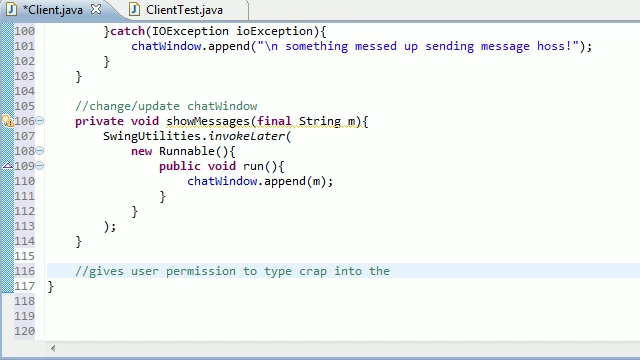 *Client.java ClientTest.java
100 }catch(IOException ioException){
101 chatWindow.append("\n something messed up sending message hoss!");
102 }
103 }
104
105 //change/update chatWindow
106 private void showMessages(final String m){
107 SwingUtilities.invokeLater(
108 new Runnable(){
109 public void run(){
110 chatWindow.append(m);
111 }
112 }
113 );
114 }
115
116 //gives user permission to type crap into the
117 }
118
119
120